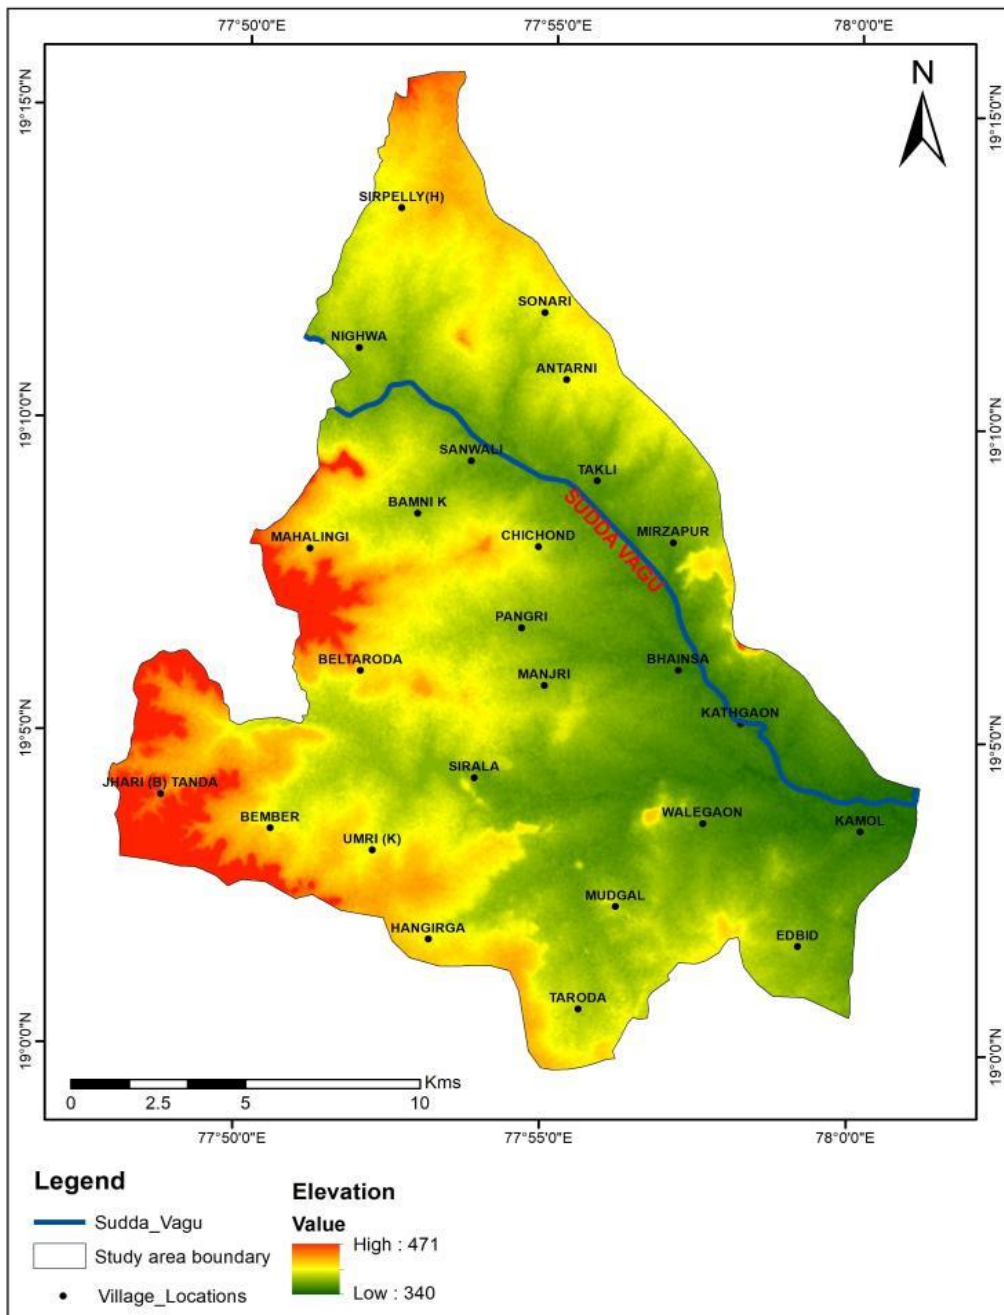 77°50'0"E 77°55'0"E 78°0'0"E
19°15'0"N
19°15'0"N
N
SIRPELLY(H)
SONARI
NIGHWA
ANTARNI
19°10'0"N
19°10'0"N
SANWALI
TAKLI
BAMNI K
SUDDA VAGU
MAHALINGI
CHICHOND
MIRZAPUR
PANGRI
BELTARODA
MANJRI
BHAINSA
KATHGAON
19°5'0"N
19°5'0"N
SIRALA
JHARI (B) TANDA
BEMBER
WALEGAON
KAMOL
UMRI (K)
MUDGAL
HANGIRGA
EDBID
TARODA
19°0'0"N
19°0'0"N
Kms
0 2.5 5 10
77°50'0"E 77°55'0"E 78°0'0"E
Legend
Sudda_Vagu
Study area boundary
Village_Locations
Elevation
Value
High : 471
Low : 340